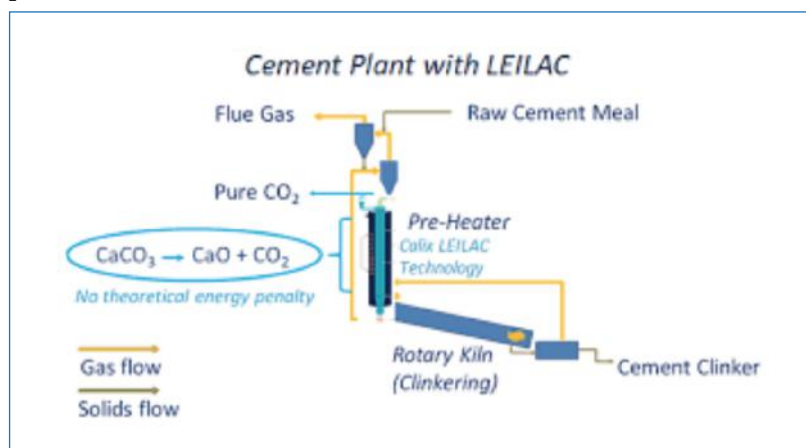 Cement Plant with LEILAC
Flue Gas
Raw Cement Meal
Pure CO₂
Pre-Heater
Calix LEILAC
Technology
CaCO₃ → CaO + CO₂
No theoretical energy penalty
Rotary Kiln
(Clinkering)
Cement Clinker
Gas flow
Solids flow